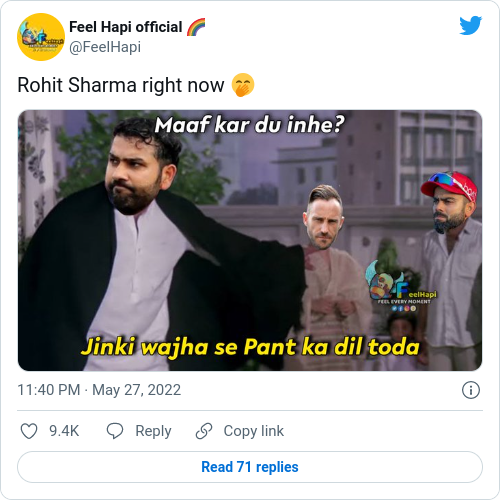 Feel Hapi official 🌈
@FeelHapi
Rohit Sharma right now 🤭
Maaf kar du inhe?
FeelHapi
FEEL EVERY MOMENT
Jinki wajha se Pant ka dil toda
11:40 PM · May 27, 2022
9.4K Reply Copy link
Read 71 replies